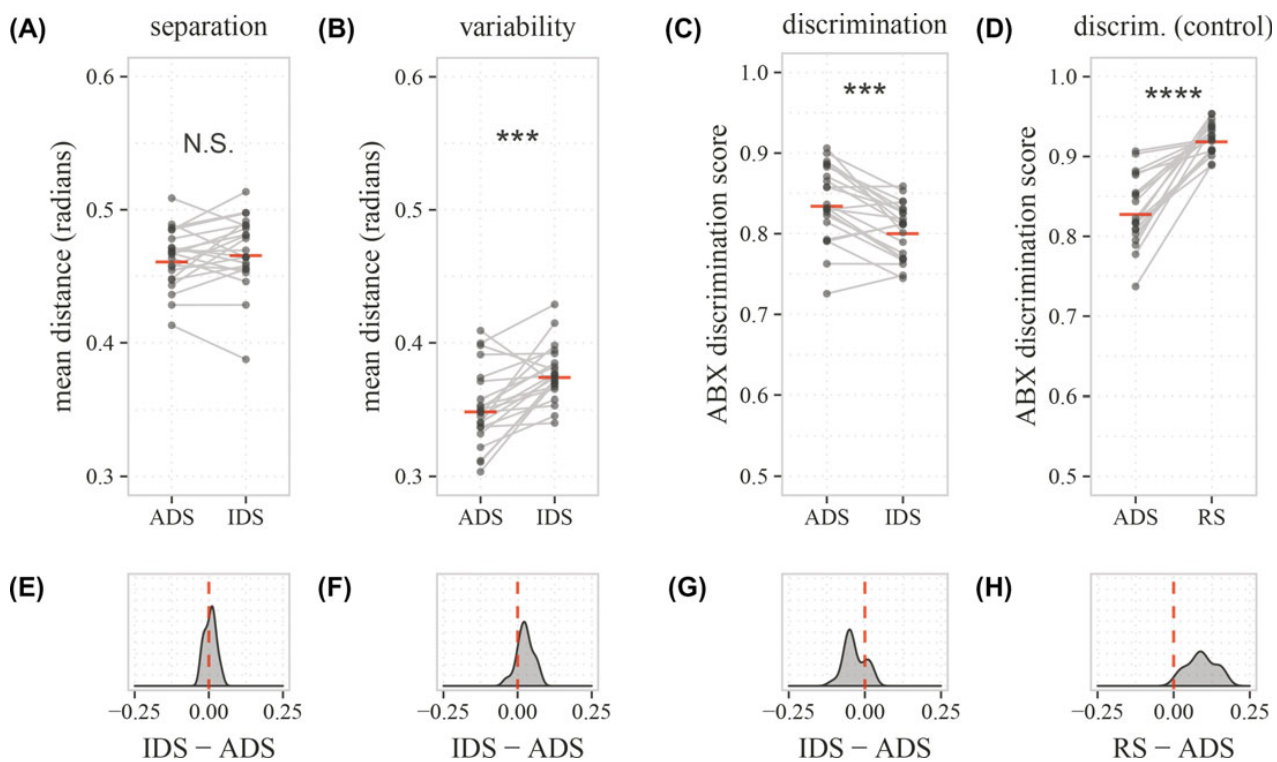 (A) separation
mean distance (radians)
0.6
0.5
0.4
0.3
N.S.
ADS IDS
(B) variability
mean distance (radians)
0.6
0.5
0.4
0.3
***
ADS IDS
(C) discrimination
ABX discrimination score
1.0
0.9
0.8
0.7
0.6
0.5
***
ADS IDS
(D) discrim. (control)
ABX discrimination score
1.0
0.9
0.8
0.7
0.6
0.5
****
ADS RS
(E)
−0.25 0.00 0.25
IDS − ADS
(F)
−0.25 0.00 0.25
IDS − ADS
(G)
−0.25 0.00 0.25
IDS − ADS
(H)
−0.25 0.00 0.25
RS − ADS